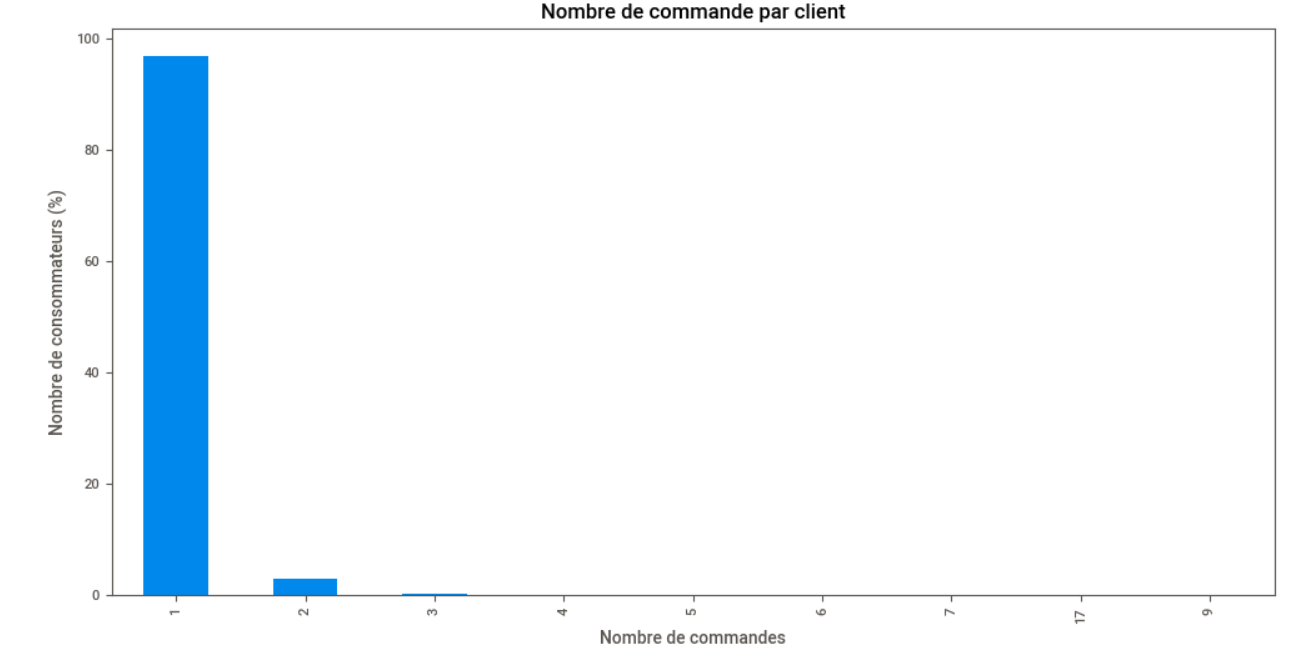 Nombre de commande par client
100
80
60
40
20
0
Nombre de consommateurs (%)
1 2 3 4 5 6 7 17 9
Nombre de commandes